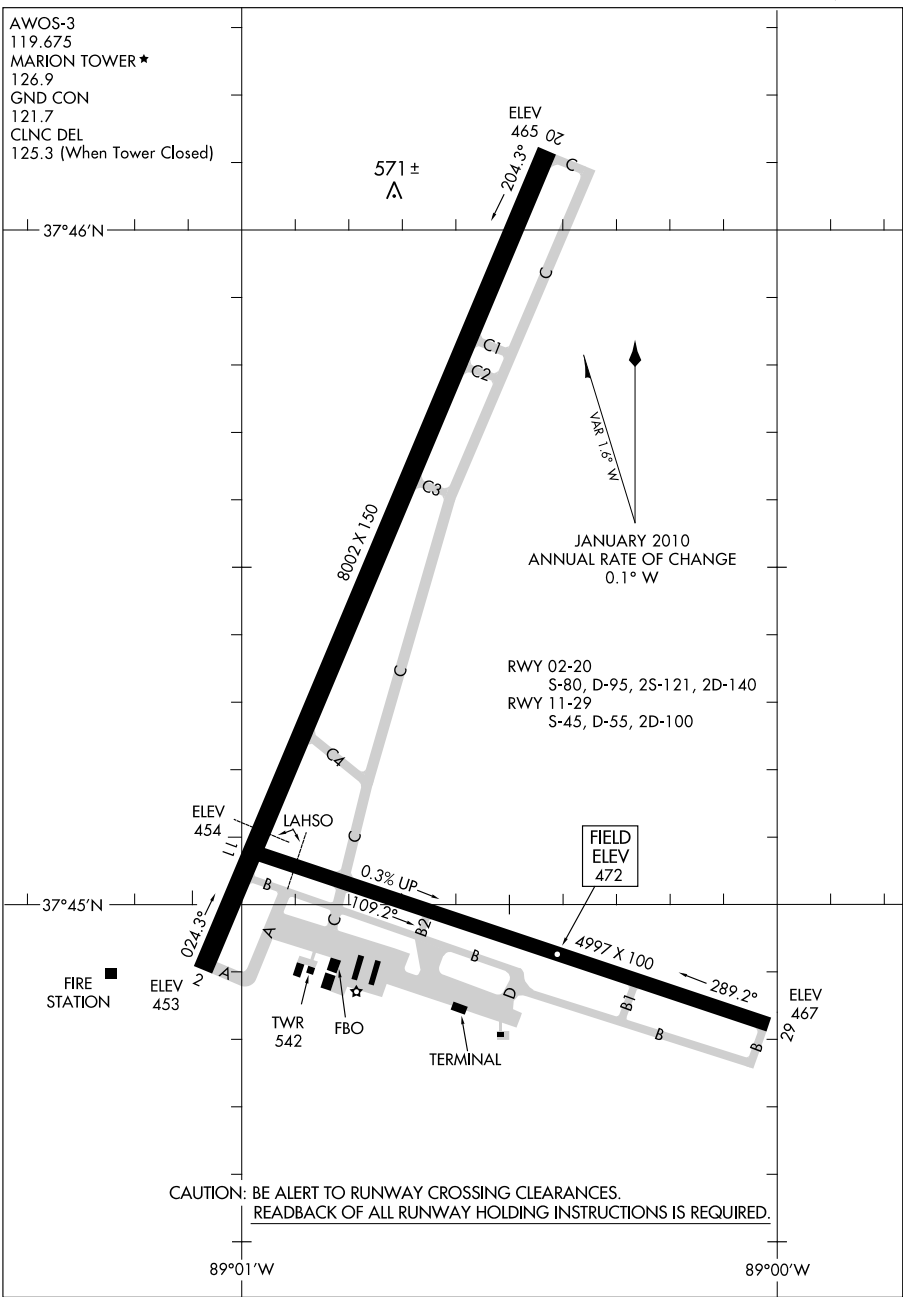 AWOS-3
119.675
MARION TOWER ★
126.9
GND CON
121.7
CLNC DEL
125.3 (When Tower Closed)
ELEV
465
20
204.3°
C
571 ±
37°46'N
C
C1
C2
VAR 1.6° W
C3
8002 X 150
JANUARY 2010
ANNUAL RATE OF CHANGE
0.1° W
RWY 02-20
S-80, D-95, 2S-121, 2D-140
RWY 11-29
S-45, D-55, 2D-100
C
C4
ELEV
454
LAHSO
11
C
FIELD
ELEV
472
0.3% UP
B
37°45'N
109.2°
B2
C
A
024.3°
B
4997 X 100
289.2°
2
A
D
B1
B
B
29
ELEV
467
FIRE
STATION
ELEV
453
TWR
542
FBO
TERMINAL
CAUTION: BE ALERT TO RUNWAY CROSSING CLEARANCES.
READBACK OF ALL RUNWAY HOLDING INSTRUCTIONS IS REQUIRED.
89°01'W
89°00'W